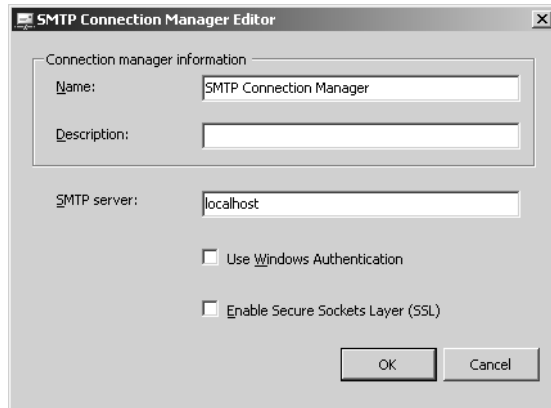 SMTP Connection Manager Editor
Connection manager information
Name:
SMTP Connection Manager
Description:
SMTP server:
localhost
Use Windows Authentication
Enable Secure Sockets Layer (SSL)
OK
Cancel